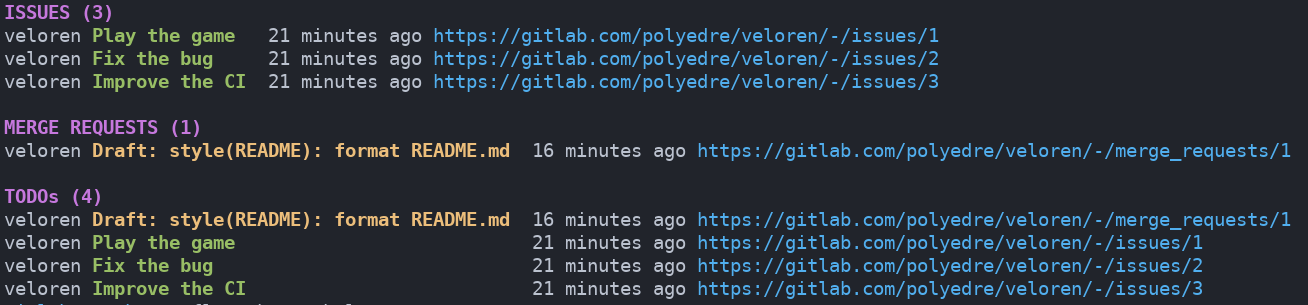 ISSUES (3)
veloren Play the game   21 minutes ago https://gitlab.com/polyedre/veloren/-/issues/1
veloren Fix the bug     21 minutes ago https://gitlab.com/polyedre/veloren/-/issues/2
veloren Improve the CI  21 minutes ago https://gitlab.com/polyedre/veloren/-/issues/3
MERGE REQUESTS (1)
veloren Draft: style(README): format README.md  16 minutes ago https://gitlab.com/polyedre/veloren/-/merge_requests/1
TODOs (4)
veloren Draft: style(README): format README.md  16 minutes ago https://gitlab.com/polyedre/veloren/-/merge_requests/1
veloren Play the game                           21 minutes ago https://gitlab.com/polyedre/veloren/-/issues/1
veloren Fix the bug                             21 minutes ago https://gitlab.com/polyedre/veloren/-/issues/2
veloren Improve the CI                          21 minutes ago https://gitlab.com/polyedre/veloren/-/issues/3